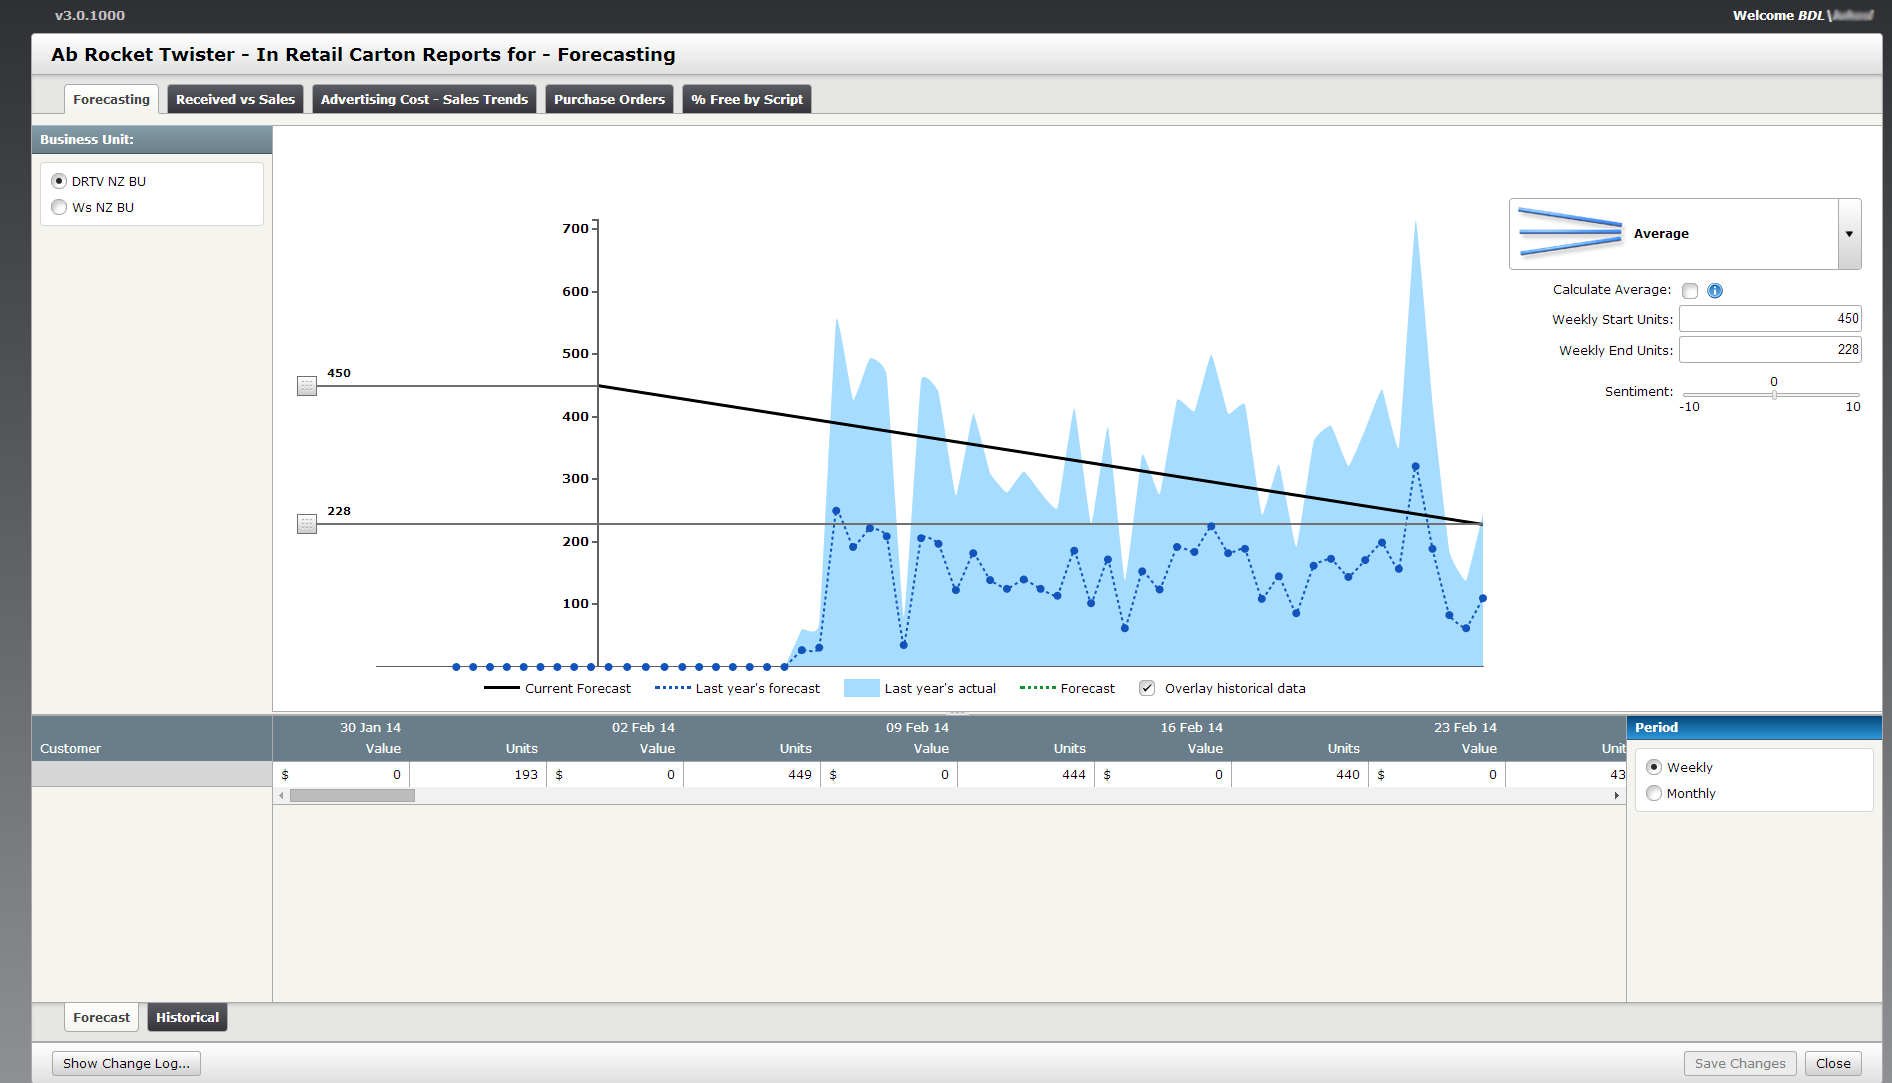 v3.0.1000
Welcome BDL\
Ab Rocket Twister - In Retail Carton Reports for - Forecasting
Forecasting Received vs Sales Advertising Cost - Sales Trends Purchase Orders % Free by Script
Business Unit:
DRTV NZ BU
Ws NZ BU
700
600
500
400
300
200
100
450
228
Average
Calculate Average:
Weekly Start Units: 450
Weekly End Units: 228
Sentiment: 0
-10 10
Current Forecast Last year's forecast Last year's actual Forecast Overlay historical data
30 Jan 14 02 Feb 14 09 Feb 14 16 Feb 14 23 Feb 14
Customer Value Units Value Units Value Units Value Units Value Unit
$ 0 193 $ 0 449 $ 0 444 $ 0 440 $ 0 43
Period
Weekly
Monthly
Forecast Historical
Show Change Log... Save Changes Close